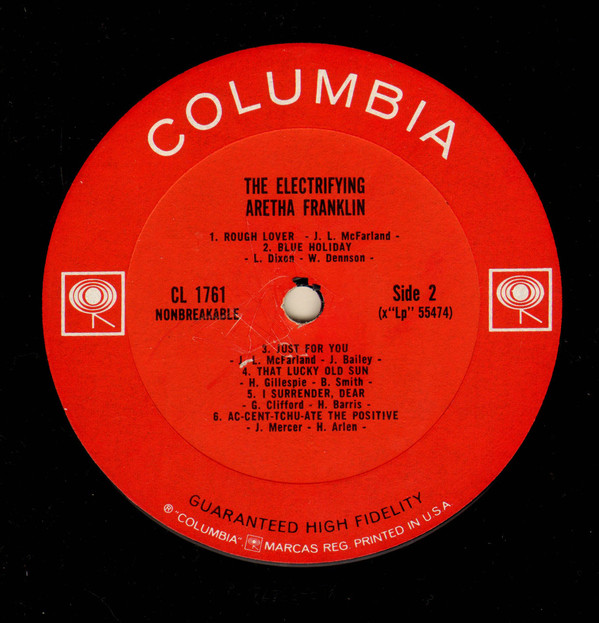 COLUMBIA
THE ELECTRIFYING
ARETHA FRANKLIN
1. ROUGH LOVER - J. L. McFarland -
2. BLUE HOLIDAY
- L. Dixon - W. Dennson -
CL 1761
NONBREAKABLE
Side 2
(x"Lp" 55474)
3. JUST FOR YOU
- J. L. McFarland - J. Bailey -
4. THAT LUCKY OLD SUN
- H. Gillespie - B. Smith -
5. I SURRENDER, DEAR
- G. Clifford - H. Barris -
6. AC-CENT-TCHU-ATE THE POSITIVE
- J. Mercer - H. Arlen -
GUARANTEED HIGH FIDELITY
® "COLUMBIA" MARCAS REG. PRINTED IN U.S.A.